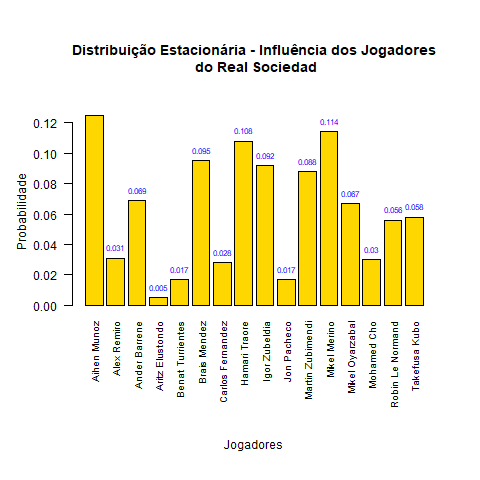 Distribuição Estacionária - Influência dos Jogadores
do Real Sociedad
Probabilidade
0.12
0.10
0.08
0.06
0.04
0.02
0.00
0.031
0.069
0.005
0.017
0.095
0.028
0.108
0.092
0.017
0.088
0.114
0.067
0.03
0.056
0.058
Aihen Munoz
Alex Remiro
Ander Barrene
Aritz Elustondo
Benat Turrientes
Brais Mendez
Carlos Fernandez
Hamari Traore
Igor Zubeldia
Jon Pacheco
Martin Zubimendi
Mikel Merino
Mikel Oyarzabal
Mohamed Cho
Robin Le Normand
Takefusa Kubo
Jogadores